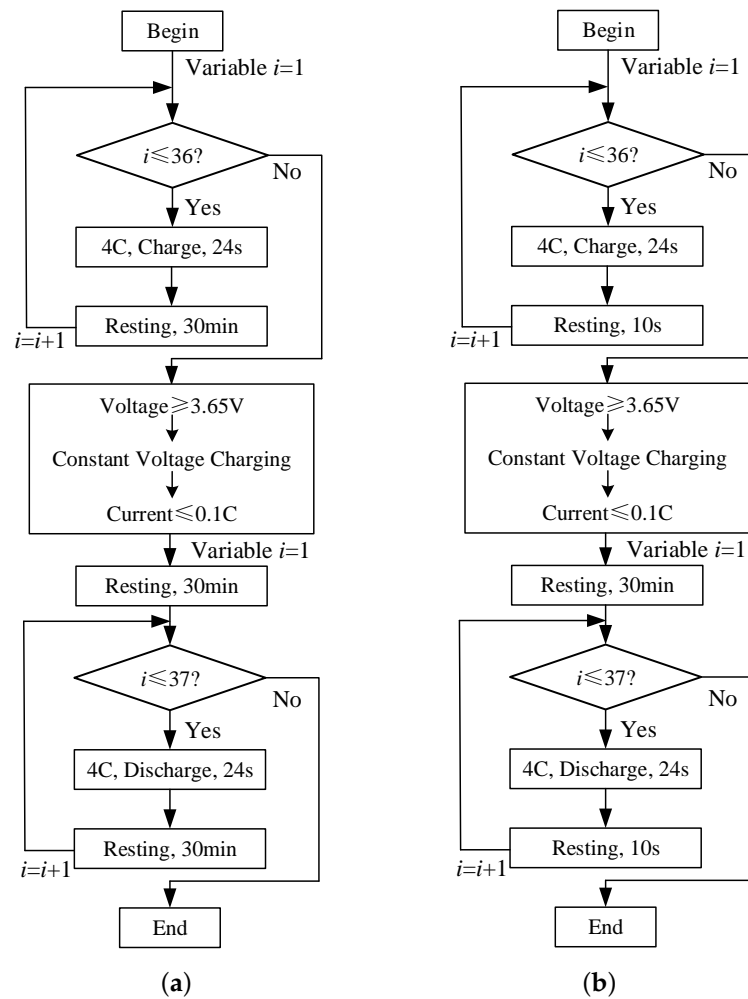 Begin
Variable i=1
i≤36?
No
Yes
4C, Charge, 24s
Resting, 30min
i=i+1
Voltage≥3.65V
Constant Voltage Charging
Current≤0.1C
Variable i=1
Resting, 30min
i≤37?
No
Yes
4C, Discharge, 24s
Resting, 30min
i=i+1
End
(a)
Begin
Variable i=1
i≤36?
No
Yes
4C, Charge, 24s
Resting, 10s
i=i+1
Voltage≥3.65V
Constant Voltage Charging
Current≤0.1C
Variable i=1
Resting, 30min
i≤37?
No
Yes
4C, Discharge, 24s
Resting, 10s
i=i+1
End
(b)